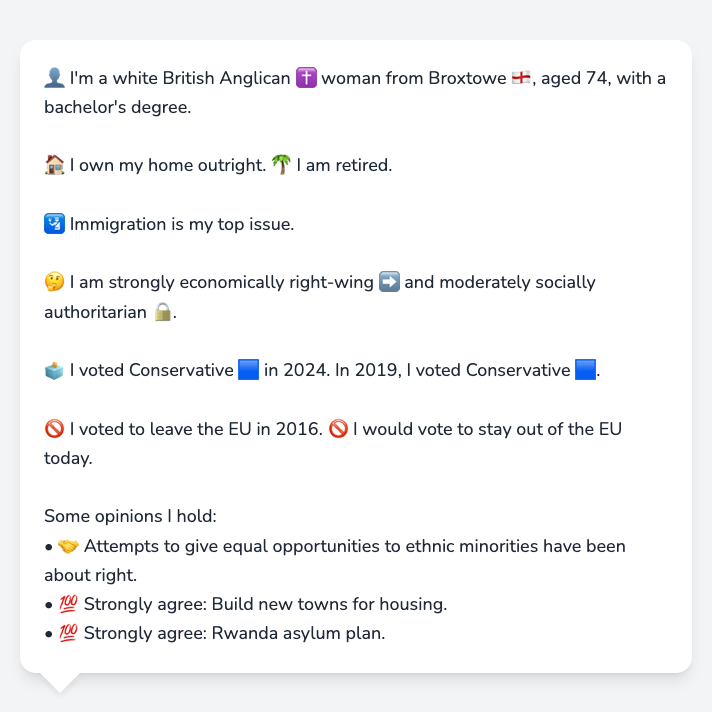 👤 I'm a white British Anglican ✝️ woman from Broxtowe 🏴󠁧󠁢󠁥󠁮󠁧󠁿, aged 74, with a
bachelor's degree.
🏠 I own my home outright. 🌴 I am retired.
🛂 Immigration is my top issue.
🤔 I am strongly economically right-wing ➡️ and moderately socially
authoritarian 🔒.
🗳️ I voted Conservative 🟦 in 2024. In 2019, I voted Conservative 🟦.
🚫 I voted to leave the EU in 2016. 🚫 I would vote to stay out of the EU
today.
Some opinions I hold:
• 🤝 Attempts to give equal opportunities to ethnic minorities have been
about right.
• 💯 Strongly agree: Build new towns for housing.
• 💯 Strongly agree: Rwanda asylum plan.